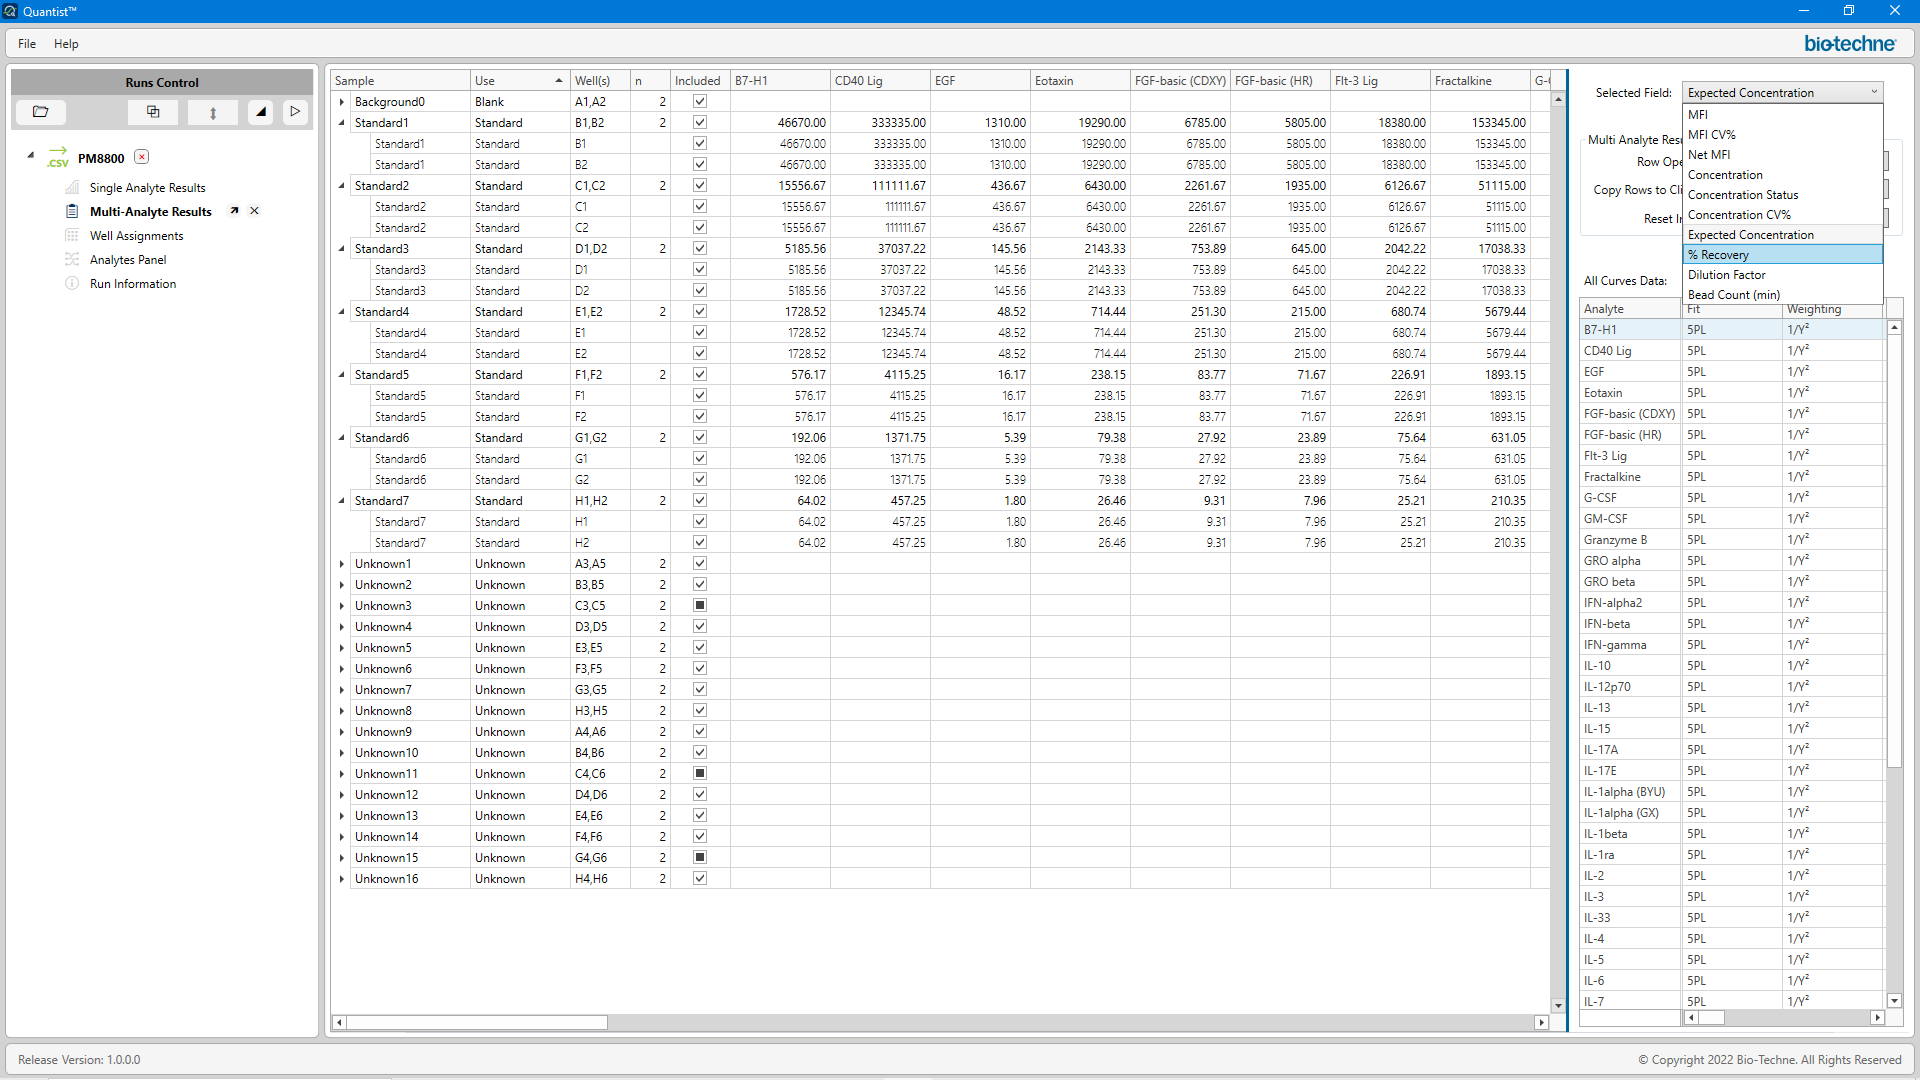 Quantist™
File Help
bio-techne
Runs Control
PM8800
.CSV
Single Analyte Results
Multi-Analyte Results
Well Assignments
Analytes Panel
Run Information
Sample Use Well(s) n Included B7-H1 CD40 Lig EGF Eotaxin FGF-basic (CDXY) FGF-basic (HR) Flt-3 Lig Fractalkine
Background0 Blank A1,A2 2
Standard1 Standard B1,B2 2 46670.00 333335.00 1310.00 19290.00 6785.00 5805.00 18380.00 153345.00
Standard1 Standard B1 46670.00 333335.00 1310.00 19290.00 6785.00 5805.00 18380.00 153345.00
Standard1 Standard B2 46670.00 333335.00 1310.00 19290.00 6785.00 5805.00 18380.00 153345.00
Standard2 Standard C1,C2 2 15556.67 111111.67 436.67 6430.00 2261.67 1935.00 6126.67 51115.00
Standard2 Standard C1 15556.67 111111.67 436.67 6430.00 2261.67 1935.00 6126.67 51115.00
Standard2 Standard C2 15556.67 111111.67 436.67 6430.00 2261.67 1935.00 6126.67 51115.00
Standard3 Standard D1,D2 2 5185.56 37037.22 145.56 2143.33 753.89 645.00 2042.22 17038.33
Standard3 Standard D1 5185.56 37037.22 145.56 2143.33 753.89 645.00 2042.22 17038.33
Standard3 Standard D2 5185.56 37037.22 145.56 2143.33 753.89 645.00 2042.22 17038.33
Standard4 Standard E1,E2 2 1728.52 12345.74 48.52 714.44 251.30 215.00 680.74 5679.44
Standard4 Standard E1 1728.52 12345.74 48.52 714.44 251.30 215.00 680.74 5679.44
Standard4 Standard E2 1728.52 12345.74 48.52 714.44 251.30 215.00 680.74 5679.44
Standard5 Standard F1,F2 2 576.17 4115.25 16.17 238.15 83.77 71.67 226.91 1893.15
Standard5 Standard F1 576.17 4115.25 16.17 238.15 83.77 71.67 226.91 1893.15
Standard5 Standard F2 576.17 4115.25 16.17 238.15 83.77 71.67 226.91 1893.15
Standard6 Standard G1,G2 2 192.06 1371.75 5.39 79.38 27.92 23.89 75.64 631.05
Standard6 Standard G1 192.06 1371.75 5.39 79.38 27.92 23.89 75.64 631.05
Standard6 Standard G2 192.06 1371.75 5.39 79.38 27.92 23.89 75.64 631.05
Standard7 Standard H1,H2 2 64.02 457.25 1.80 26.46 9.31 7.96 25.21 210.35
Standard7 Standard H1 64.02 457.25 1.80 26.46 9.31 7.96 25.21 210.35
Standard7 Standard H2 64.02 457.25 1.80 26.46 9.31 7.96 25.21 210.35
Unknown1 Unknown A3,A5 2
Unknown2 Unknown B3,B5 2
Unknown3 Unknown C3,C5 2
Unknown4 Unknown D3,D5 2
Unknown5 Unknown E3,E5 2
Unknown6 Unknown F3,F5 2
Unknown7 Unknown G3,G5 2
Unknown8 Unknown H3,H5 2
Unknown9 Unknown A4,A6 2
Unknown10 Unknown B4,B6 2
Unknown11 Unknown C4,C6 2
Unknown12 Unknown D4,D6 2
Unknown13 Unknown E4,E6 2
Unknown14 Unknown F4,F6 2
Unknown15 Unknown G4,G6 2
Unknown16 Unknown H4,H6 2
Selected Field: Expected Concentration
MFI
MFI CV%
Net MFI
Concentration
Concentration Status
Concentration CV%
Expected Concentration
% Recovery
Dilution Factor
Bead Count (min)
Multi Analyte
Row
Copy Rows to
Reset
All Curves Data:
Analyte Fit Weighting
B7-H1 5PL 1/Y²
CD40 Lig 5PL 1/Y²
EGF 5PL 1/Y²
Eotaxin 5PL 1/Y²
FGF-basic (CDXY) 5PL 1/Y²
FGF-basic (HR) 5PL 1/Y²
Flt-3 Lig 5PL 1/Y²
Fractalkine 5PL 1/Y²
G-CSF 5PL 1/Y²
GM-CSF 5PL 1/Y²
Granzyme B 5PL 1/Y²
GRO alpha 5PL 1/Y²
GRO beta 5PL 1/Y²
IFN-alpha2 5PL 1/Y²
IFN-beta 5PL 1/Y²
IFN-gamma 5PL 1/Y²
IL-10 5PL 1/Y²
IL-12p70 5PL 1/Y²
IL-13 5PL 1/Y²
IL-15 5PL 1/Y²
IL-17A 5PL 1/Y²
IL-17E 5PL 1/Y²
IL-1alpha (BYU) 5PL 1/Y²
IL-1alpha (GX) 5PL 1/Y²
IL-1beta 5PL 1/Y²
IL-1ra 5PL 1/Y²
IL-2 5PL 1/Y²
IL-3 5PL 1/Y²
IL-33 5PL 1/Y²
IL-4 5PL 1/Y²
IL-5 5PL 1/Y²
IL-6 5PL 1/Y²
IL-7 5PL 1/Y²
Release Version: 1.0.0.0
© Copyright 2022 Bio-Techne. All Rights Reserved